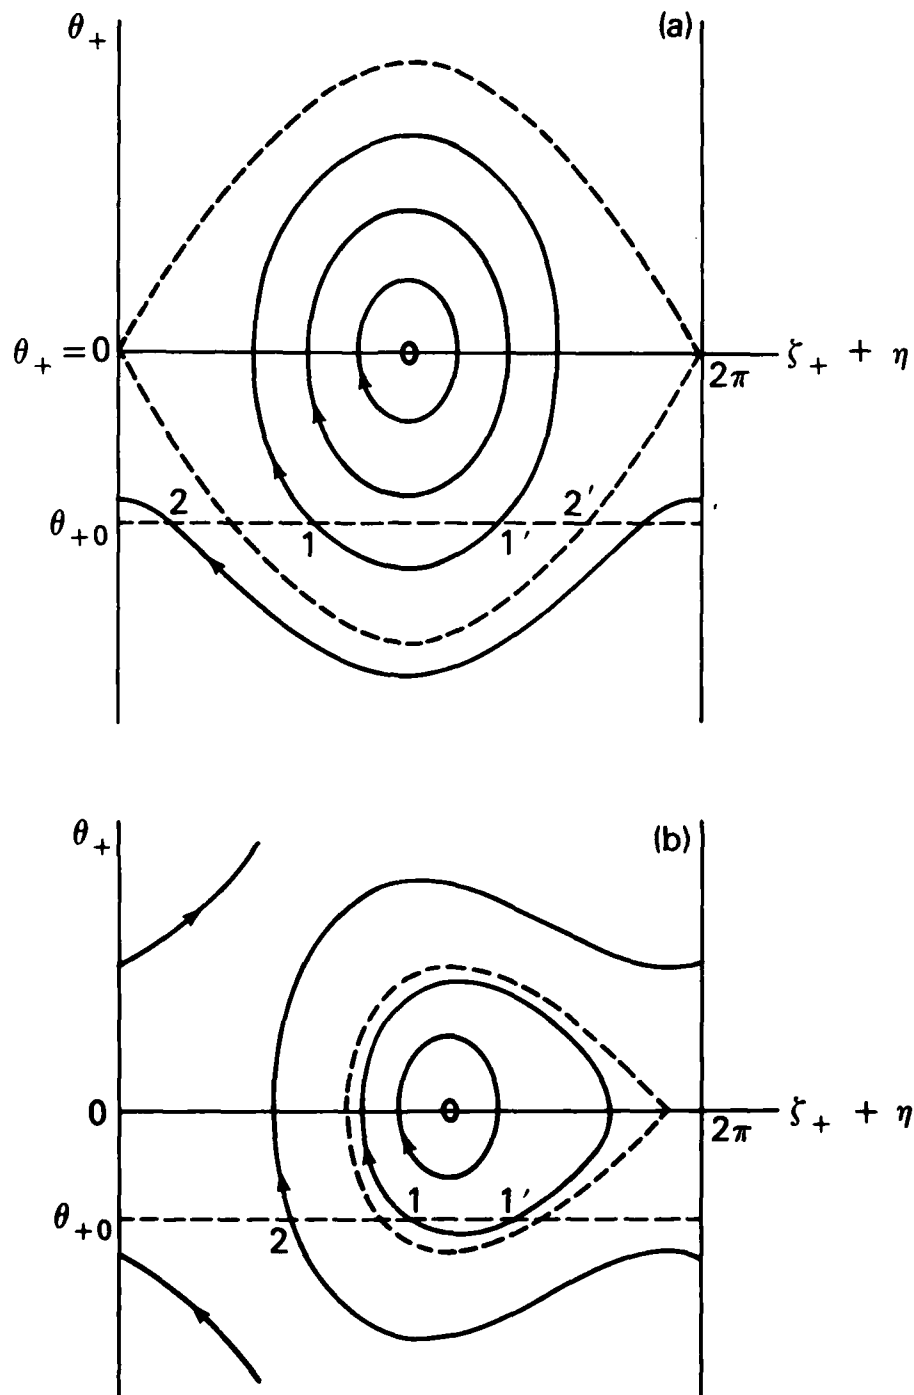 θ₊ (a)
θ₊ = 0 ζ₊ + η
2π
2 2′
θ₊₀
1 1′
θ₊ (b)
0 ζ₊ + η
2π
1 1′
θ₊₀
2